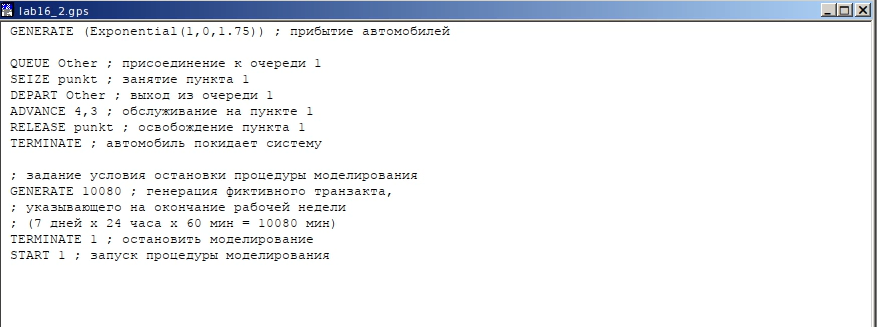 lab16_2.gps
GENERATE (Exponential(1,0,1.75)) ; прибытие автомобилей
QUEUE Other ; присоединение к очереди 1
SEIZE punkt ; занятие пункта 1
DEPART Other ; выход из очереди 1
ADVANCE 4,3 ; обслуживание на пункте 1
RELEASE punkt ; освобождение пункта 1
TERMINATE ; автомобиль покидает систему
; задание условия остановки процедуры моделирования
GENERATE 10080 ; генерация фиктивного транзакта,
; указывающего на окончание рабочей недели
; (7 дней x 24 часа x 60 мин = 10080 мин)
TERMINATE 1 ; остановить моделирование
START 1 ; запуск процедуры моделирования